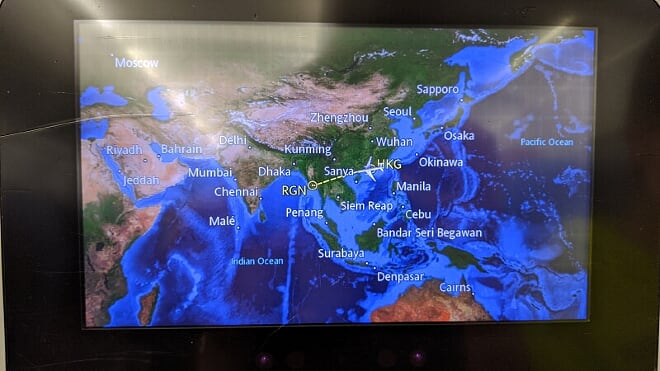 Moscow
Sapporo
Zhengzhou
Seoul
Riyadh
Bahrain
Delhi
Wuhan
Osaka
Pacific Ocean
Kunming
Okinawa
Jeddah
Mumbai
Dhaka
Sanya
HKG
Chennai
RGN
Manila
Malé
Penang
Siem Reap
Cebu
Bandar Seri Begawan
Indian Ocean
Surabaya
Denpasar
Cairns